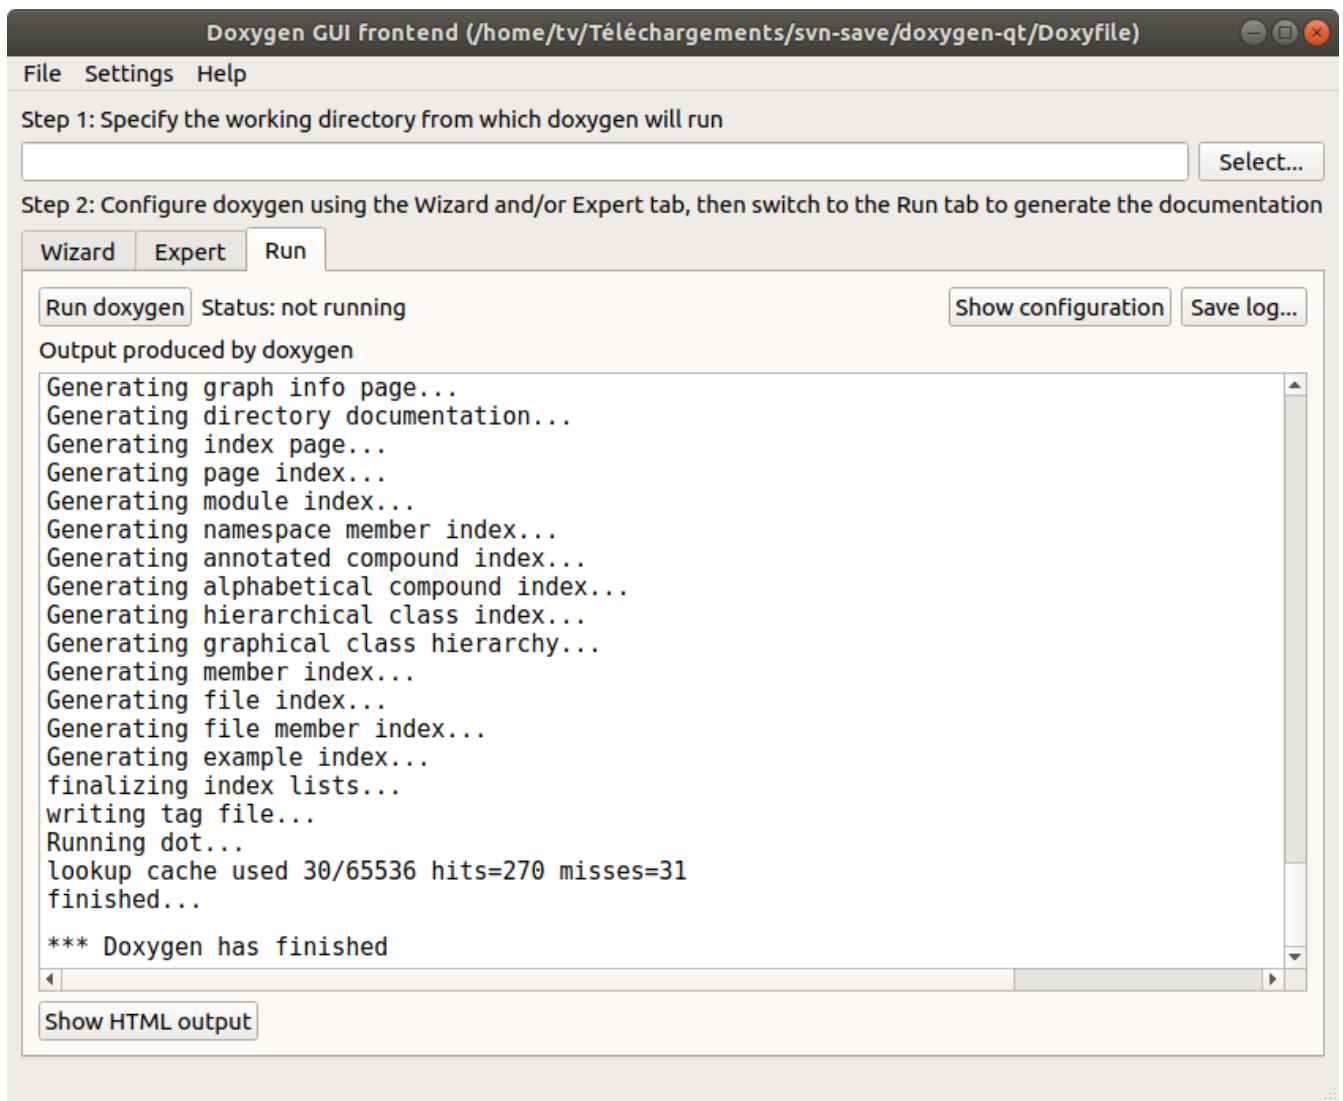 Doxygen GUI frontend (/home/tv/Téléchargements/svn-save/doxygen-qt/Doxyfile)
File Settings Help
Step 1: Specify the working directory from which doxygen will run
Select...
Step 2: Configure doxygen using the Wizard and/or Expert tab, then switch to the Run tab to generate the documentation
Wizard Expert Run
Run doxygen Status: not running Show configuration Save log...
Output produced by doxygen
Generating graph info page...
Generating directory documentation...
Generating index page...
Generating page index...
Generating module index...
Generating namespace member index...
Generating annotated compound index...
Generating alphabetical compound index...
Generating hierarchical class index...
Generating graphical class hierarchy...
Generating member index...
Generating file index...
Generating file member index...
Generating example index...
finalizing index lists...
writing tag file...
Running dot...
lookup cache used 30/65536 hits=270 misses=31
finished...
*** Doxygen has finished
Show HTML output